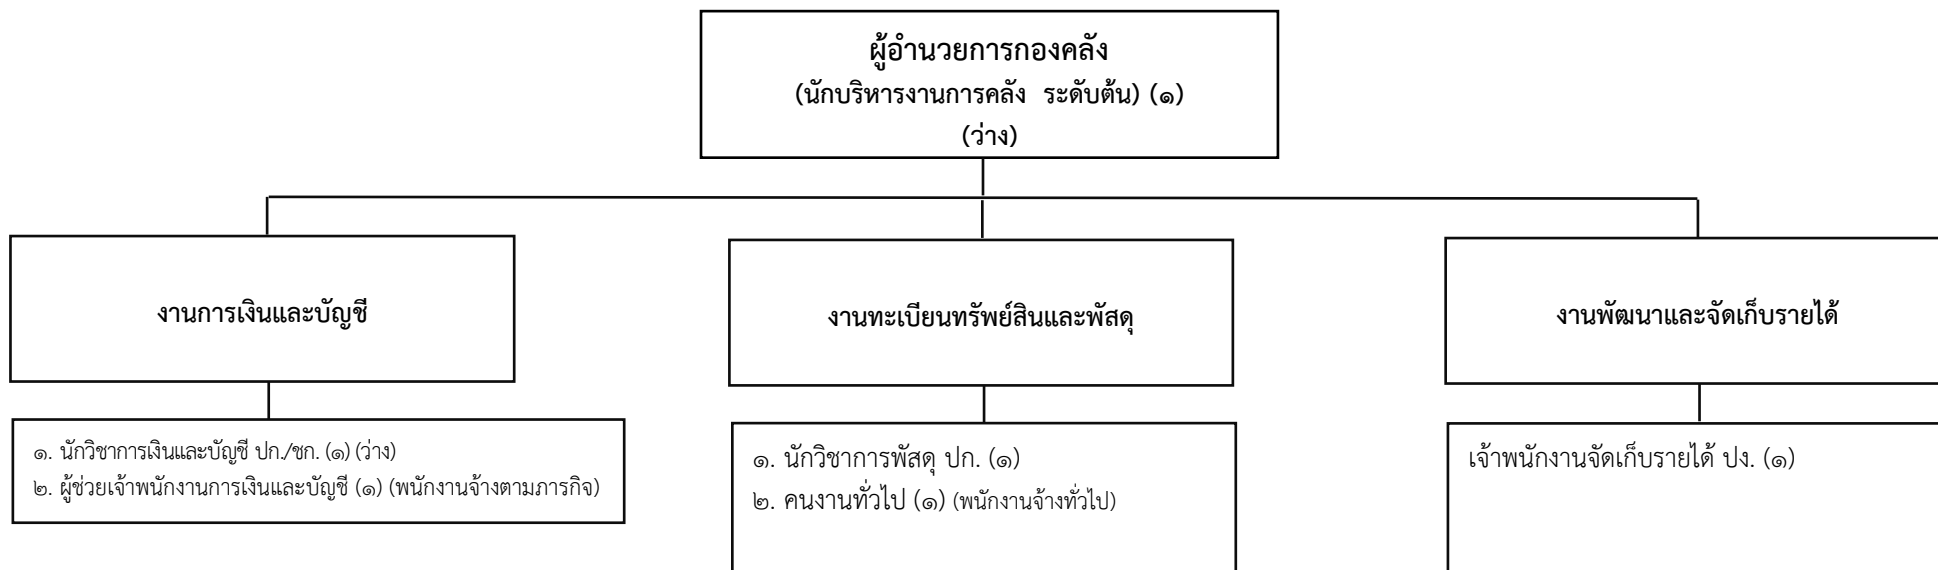 ผู้อำนวยการกองคลัง
(นักบริหารงานการคลัง ระดับต้น) (๑)
(ว่าง)
งานการเงินและบัญชี
งานทะเบียนทรัพย์สินและพัสดุ
งานพัฒนาและจัดเก็บรายได้
๑. นักวิชาการเงินและบัญชี ปก./ชก. (๑) (ว่าง)
๒. ผู้ช่วยเจ้าพนักงานการเงินและบัญชี (๑) (พนักงานจ้างตามภารกิจ)
๑. นักวิชาการพัสดุ ปก. (๑)
๒. คนงานทั่วไป (๑) (พนักงานจ้างทั่วไป)
เจ้าพนักงานจัดเก็บรายได้ ปง. (๑)